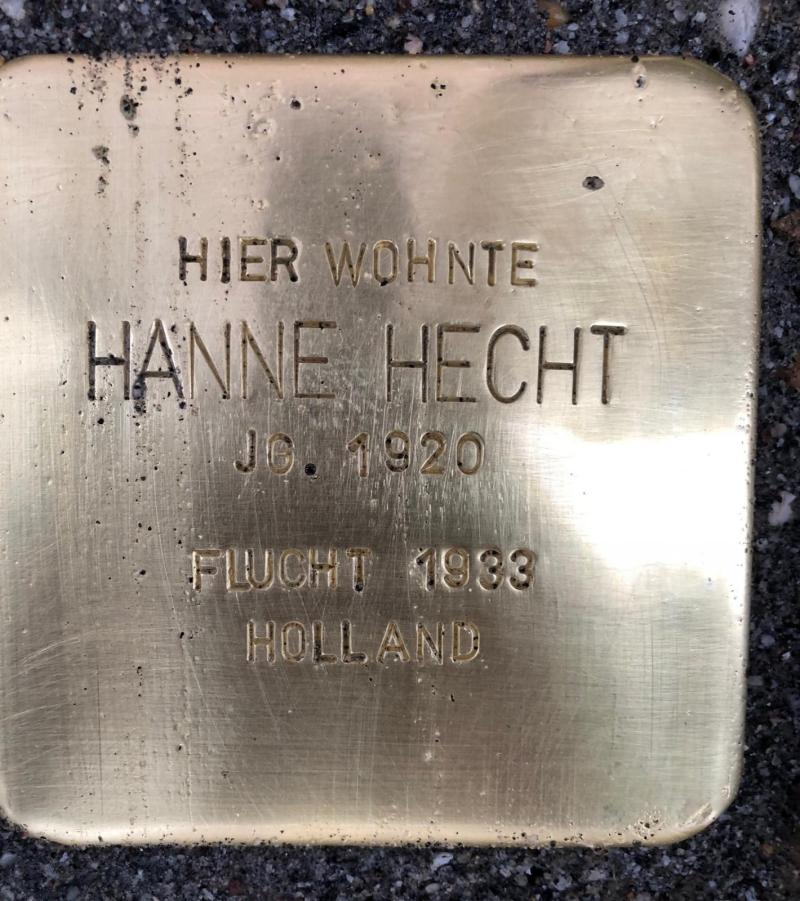 HIER WOHNTE
HANNE HECHT
JG. 1920
FLUCHT 1933
HOLLAND